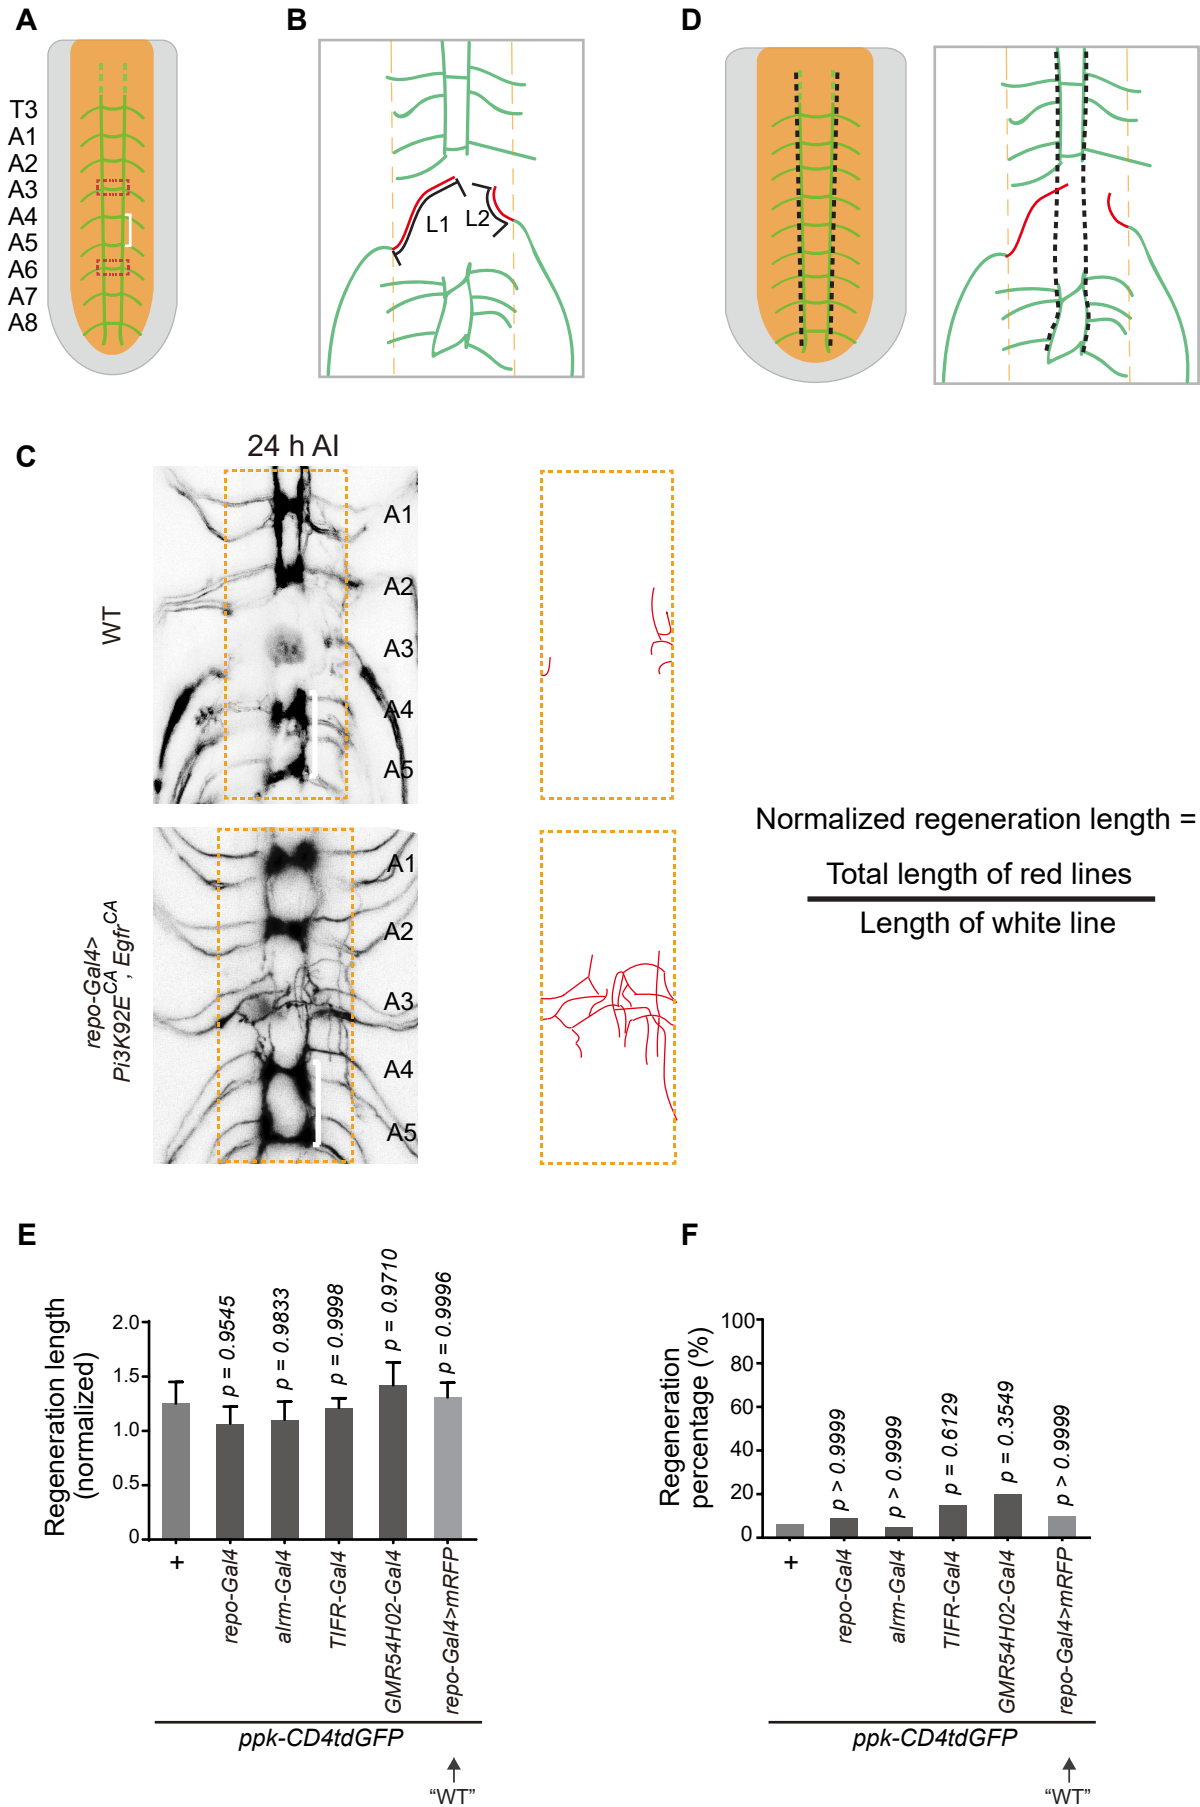 A
B
D
T3
A1
A2
A3
A4
A5
A6
A7
A8
L1
L2
C
24 h AI
WT
A1
A2
A3
A4
A5
repo-Gal4>
Pi3K92E^CA, Egfr^CA
A1
A2
A3
A4
A5
Normalized regeneration length =
Total length of red lines
Length of white line
E
Regeneration length
(normalized)
2.0
1.5
1.0
0.5
0
p = 0.9545
p = 0.9833
p = 0.9998
p = 0.9710
p = 0.9996
+
repo-Gal4
alrm-Gal4
TIFR-Gal4
GMR54H02-Gal4
repo-Gal4>mRFP
ppk-CD4tdGFP
“WT”
F
Regeneration
percentage (%)
100
80
60
40
20
0
p > 0.9999
p > 0.9999
p = 0.6129
p = 0.3549
p > 0.9999
+
repo-Gal4
alrm-Gal4
TIFR-Gal4
GMR54H02-Gal4
repo-Gal4>mRFP
ppk-CD4tdGFP
“WT”